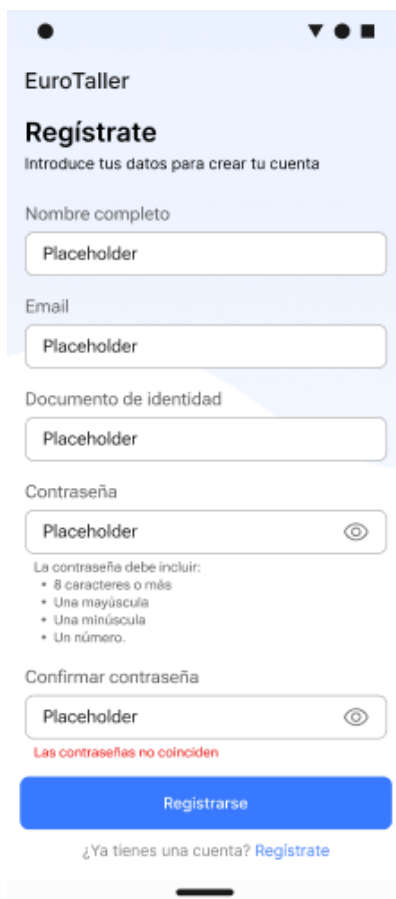 EuroTaller
Regístrate
Introduce tus datos para crear tu cuenta
Nombre completo
Placeholder
Email
Placeholder
Documento de identidad
Placeholder
Contraseña
Placeholder
La contraseña debe incluir:
• 8 caracteres o más
• Una mayúscula
• Una minúscula
• Un número.
Confirmar contraseña
Placeholder
Las contraseñas no coinciden
Registrarse
¿Ya tienes una cuenta? Regístrate